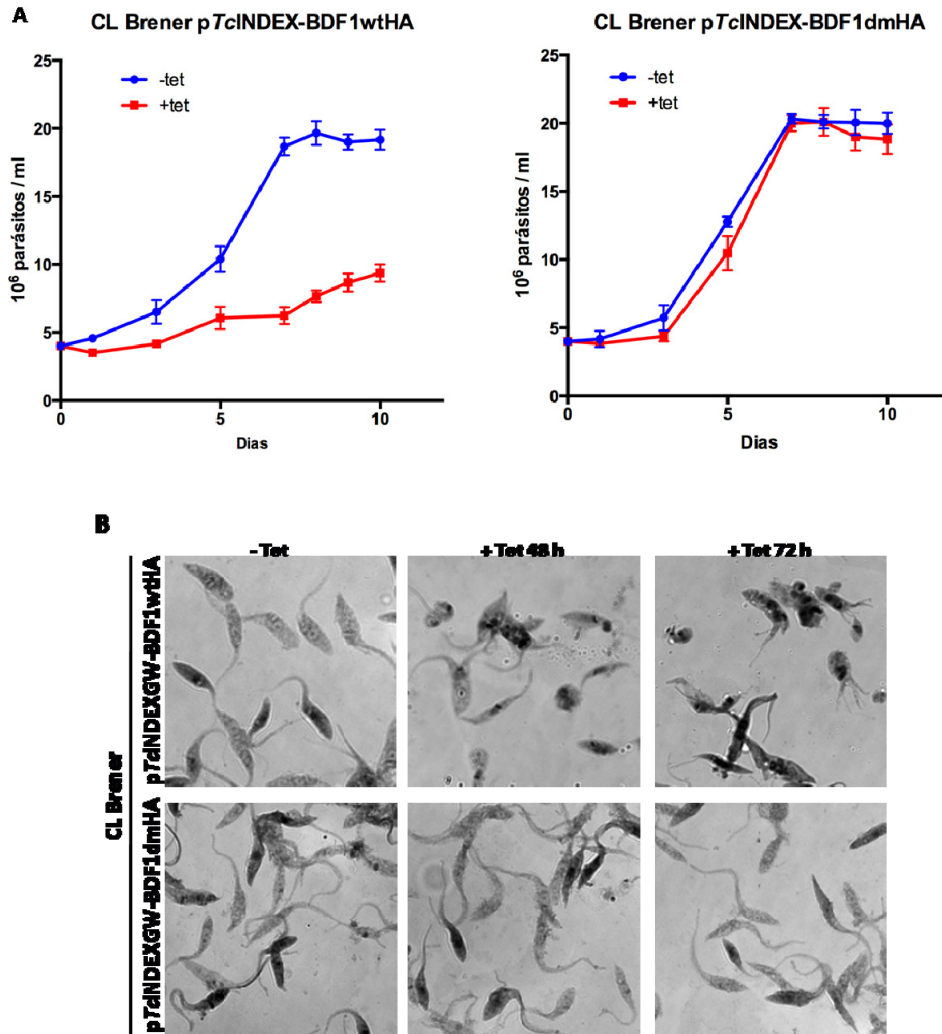 A
CL Brener pTcINDEX-BDF1wtHA
25
20
15
10
5
0
10⁶ parásitos / ml
-tet
+tet
0
5
10
Dias
CL Brener pTcINDEX-BDF1dmHA
25
20
15
10
5
0
10⁶ parásitos / ml
-tet
+tet
0
5
10
Dias
B
- Tet
+ Tet 48 h
+ Tet 72 h
CL Brener
pTcINDEXGW-BDF1wtHA
pTcINDEXGW-BDF1dmHA